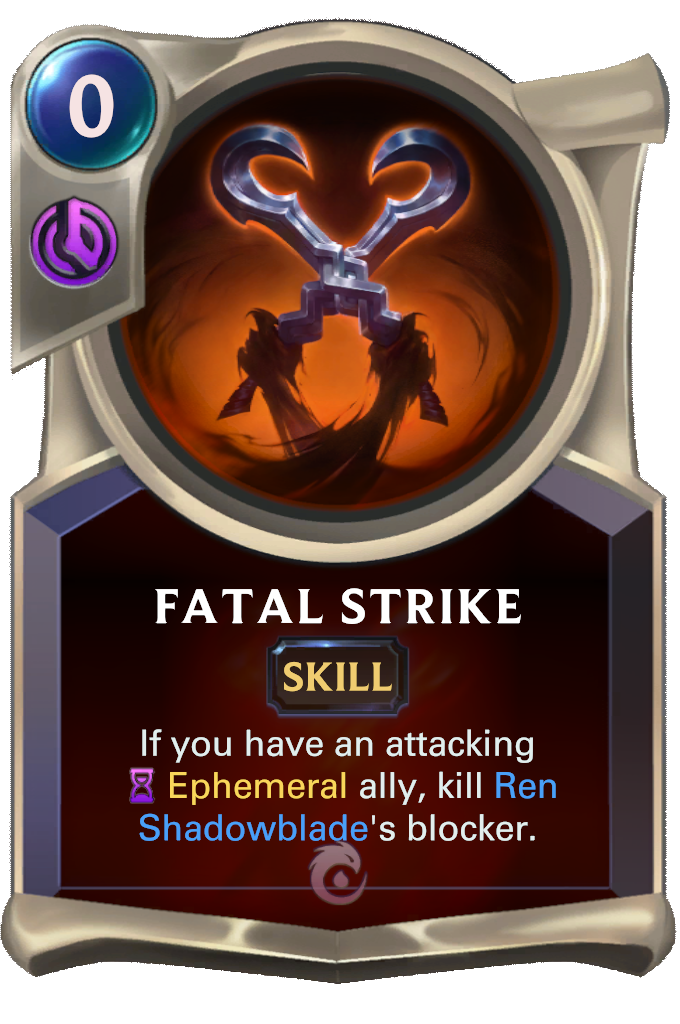 0
FATAL STRIKE
SKILL
If you have an attacking
Ephemeral ally, kill Ren
Shadowblade's blocker.